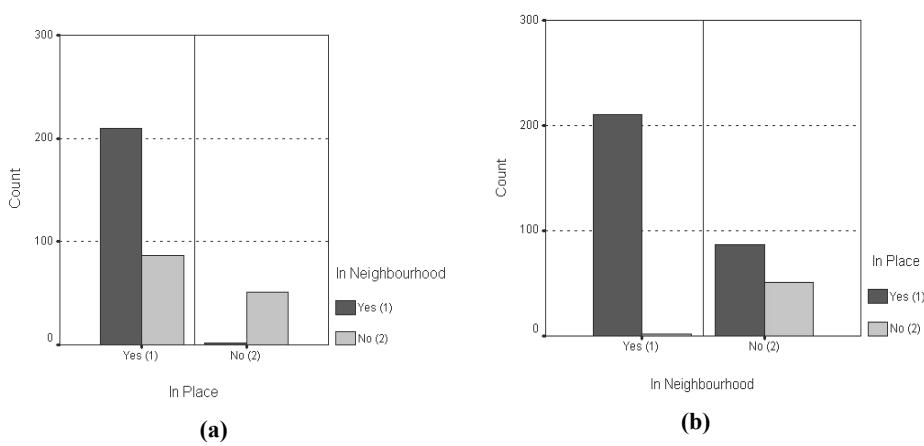 300
200
100
0
Count
Yes (1)
No (2)
In Place
In Neighbourhood
Yes (1)
No (2)
(a)
300
200
100
0
Count
Yes (1)
No (2)
In Neighbourhood
In Place
Yes (1)
No (2)
(b)